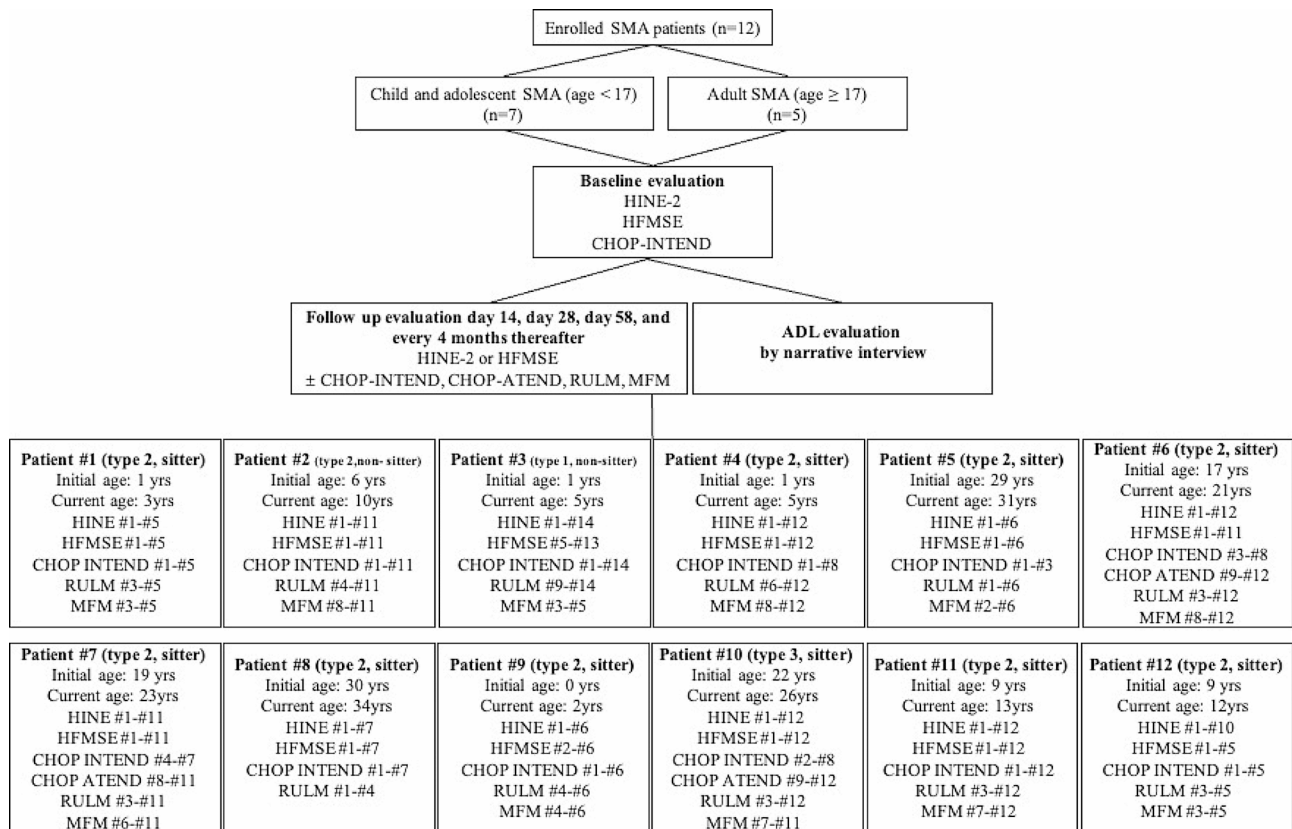 Enrolled SMA patients (n=12)
Child and adolescent SMA (age < 17)
(n=7)
Adult SMA (age ≥ 17)
(n=5)
Baseline evaluation
HINE-2
HFMSE
CHOP-INTEND
Follow up evaluation day 14, day 28, day 58, and
every 4 months thereafter
HINE-2 or HFMSE
± CHOP-INTEND, CHOP-ATEND, RULM, MFM
ADL evaluation
by narrative interview
Patient #1 (type 2, sitter)
Initial age: 1 yrs
Current age: 3yrs
HINE #1-#5
HFMSE#1-#5
CHOP INTEND #1-#5
RULM #3-#5
MFM #3-#5
Patient #2 (type 2,non- sitter)
Initial age: 6 yrs
Current age: 10yrs
HINE #1-#11
HFMSE#1-#11
CHOP INTEND #1-#11
RULM #4-#11
MFM #8-#11
Patient #3 (type 1, non-sitter)
Initial age: 1 yrs
Current age: 5yrs
HINE #1-#14
HFMSE #5-#13
CHOP INTEND #1-#14
RULM #9-#14
MFM #3-#5
Patient #4 (type 2, sitter)
Initial age: 1 yrs
Current age: 5yrs
HINE #1-#12
HFMSE #1-#12
CHOP INTEND #1-#8
RULM #6-#12
MFM #8-#12
Patient #5 (type 2, sitter)
Initial age: 29 yrs
Current age: 31yrs
HINE #1-#6
HFMSE #1-#6
CHOP INTEND #1-#3
RULM #1-#6
MFM #2-#6
Patient #6 (type 2, sitter)
Initial age: 17 yrs
Current age: 21yrs
HINE #1-#12
HFMSE #1-#11
CHOP INTEND #3-#8
CHOP ATEND #9-#12
RULM #3-#12
MFM #8-#12
Patient #7 (type 2, sitter)
Initial age: 19 yrs
Current age: 23yrs
HINE #1-#11
HFMSE #1-#11
CHOP INTEND #4-#7
CHOP ATEND #8-#11
RULM #3-#11
MFM #6-#11
Patient #8 (type 2, sitter)
Initial age: 30 yrs
Current age: 34yrs
HINE #1-#7
HFMSE #1-#7
CHOP INTEND #1-#7
RULM #1-#4
Patient #9 (type 2, sitter)
Initial age: 0 yrs
Current age: 2yrs
HINE #1-#6
HFMSE #2-#6
CHOP INTEND #1-#6
RULM #4-#6
MFM #4-#6
Patient #10 (type 3, sitter)
Initial age: 22 yrs
Current age: 26yrs
HINE #1-#12
HFMSE #1-#12
CHOP INTEND #2-#8
CHOP ATEND #9-#12
RULM #3-#12
MFM #7-#11
Patient #11 (type 2, sitter)
Initial age: 9 yrs
Current age: 13yrs
HINE #1-#12
HFMSE #1-#12
CHOP INTEND #1-#12
RULM #3-#12
MFM #7-#12
Patient #12 (type 2, sitter)
Initial age: 9 yrs
Current age: 12yrs
HINE #1-#10
HFMSE #1-#5
CHOP INTEND #1-#5
RULM #3-#5
MFM #3-#5